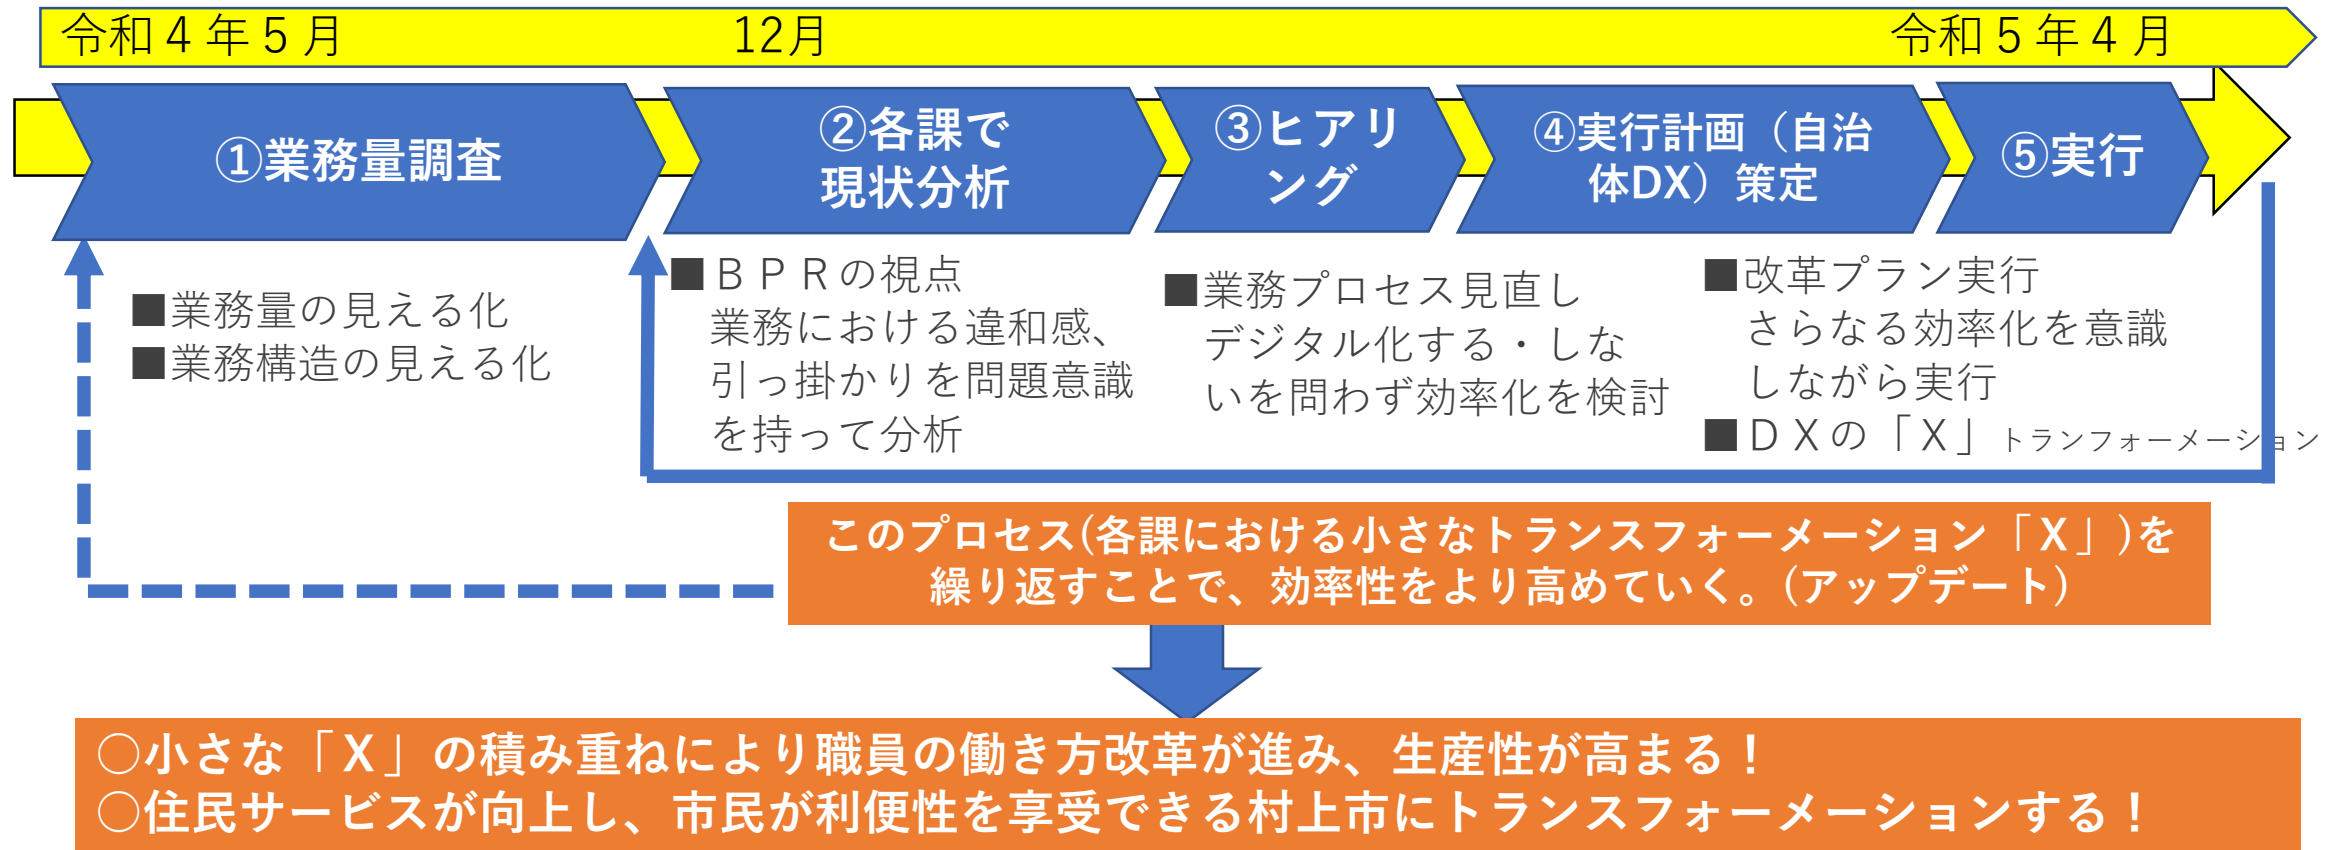 令和４年５月
12月
令和５年４月
①業務量調査
②各課で
現状分析
③ヒアリ
ング
④実行計画（自治
体DX）策定
⑤実行
■業務量の見える化
■業務構造の見える化
■ＢＰＲの視点
業務における違和感、
引っ掛かりを問題意識
を持って分析
■業務プロセス見直し
デジタル化する・しな
いを問わず効率化を検討
■改革プラン実行
さらなる効率化を意識
しながら実行
■ＤＸの「Ｘ」トランフォーメーション
このプロセス(各課における小さなトランスフォーメーション「Ｘ」)を
繰り返すことで、効率性をより高めていく。(アップデート)
○小さな「Ｘ」の積み重ねにより職員の働き方改革が進み、生産性が高まる！
○住民サービスが向上し、市民が利便性を享受できる村上市にトランスフォーメーションする！